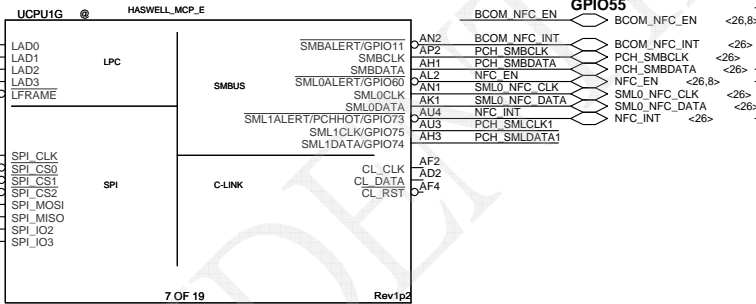 GPIO55
UCPU1G @ HASWELL_MCP_E
BCOM_NFC_EN BCOM_NFC_EN <26,8>
LAD0 SMBALERT/GPIO11 AN2 BCOM_NFC_INT BCOM_NFC_INT <26>
LAD1 LPC SMBCLK AP2 PCH_SMBCLK PCH_SMBCLK <26>
LAD2 SMBDATA AH1 PCH_SMBDATA PCH_SMBDATA <26>
LAD3 SMBUS SML0ALERT/GPIO60 AL2 NFC_EN NFC_EN <26,8>
LFRAME SML0CLK AN1 SML0_NFC_CLK SML0_NFC_CLK <26>
SML0DATA AK1 SML0_NFC_DATA SML0_NFC_DATA <26>
SML1ALERT/PCHHOT/GPIO73 AU4 NFC_INT NFC_INT <26>
SML1CLK/GPIO75 AU3 PCH_SMLCLK1
SML1DATA/GPIO74 AH3 PCH_SMLDATA1
SPI_CLK
SPI_CS0 CL_CLK AF2
SPI_CS1 SPI C-LINK CL_DATA AD2
SPI_CS2 CL_RST AF4
SPI_MOSI
SPI_MISO
SPI_IO2
SPI_IO3
7 OF 19 Rev1p2